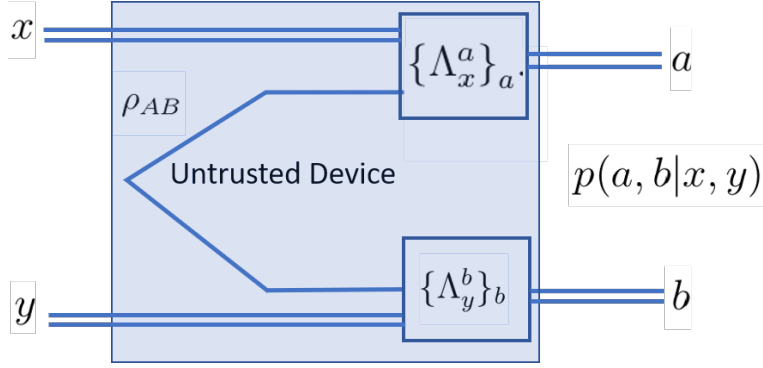 x
{Λ_x^a}_a.
a
ρ_AB
Untrusted Device
p(a, b|x, y)
{Λ_y^b}_b
y
b